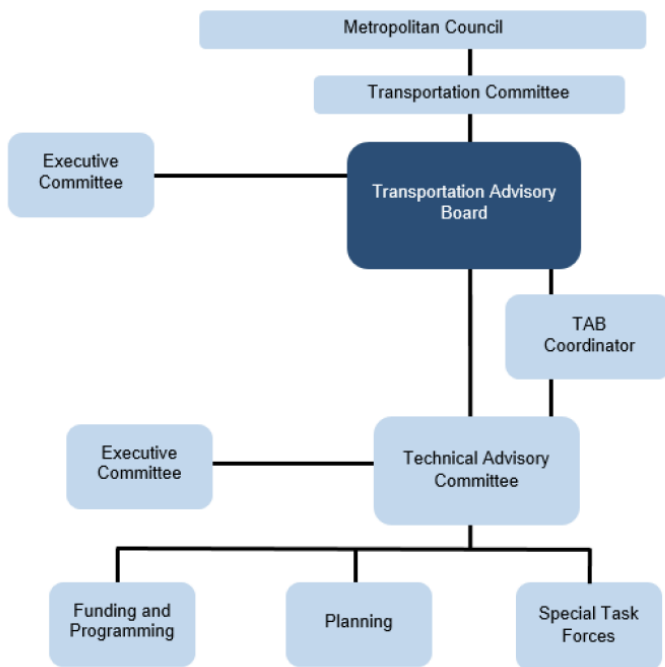 Metropolitan Council
Transportation Committee
Executive
Committee
Transportation Advisory
Board
TAB
Coordinator
Executive
Committee
Technical Advisory
Committee
Funding and
Programming
Planning
Special Task
Forces